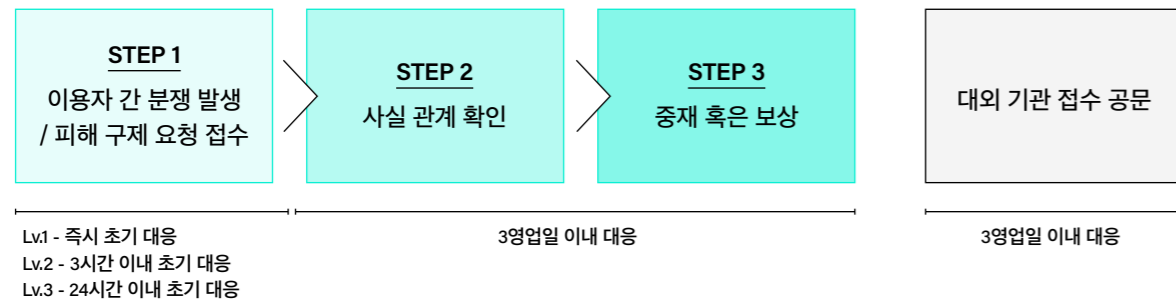 STEP 1
이용자 간 분쟁 발생
/ 피해 구제 요청 접수
STEP 2
사실 관계 확인
STEP 3
중재 혹은 보상
대외 기관 접수 공문
Lv.1 - 즉시 초기 대응
Lv.2 - 3시간 이내 초기 대응
Lv.3 - 24시간 이내 초기 대응
3영업일 이내 대응
3영업일 이내 대응